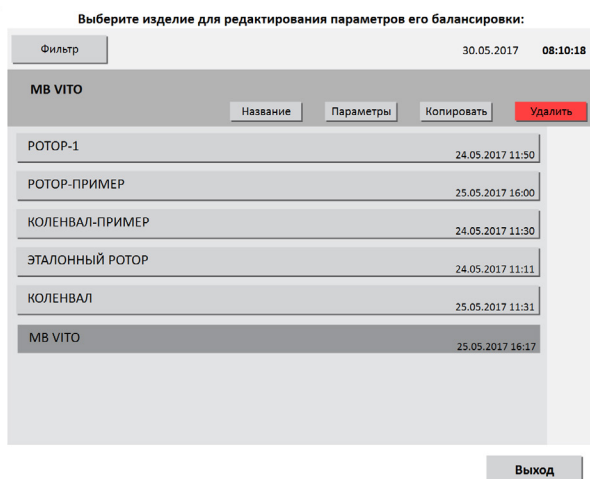 Выберите изделие для редактирования параметров его балансировки:
Фильтр 30.05.2017 08:10:18
MB VITO
Название Параметры Копировать Удалить
РОТОР-1
24.05.2017 11:50
РОТОР-ПРИМЕР
25.05.2017 16:00
КОЛЕНВАЛ-ПРИМЕР
24.05.2017 11:30
ЭТАЛОННЫЙ РОТОР
24.05.2017 11:11
КОЛЕНВАЛ
25.05.2017 11:31
MB VITO
25.05.2017 16:17
Выход